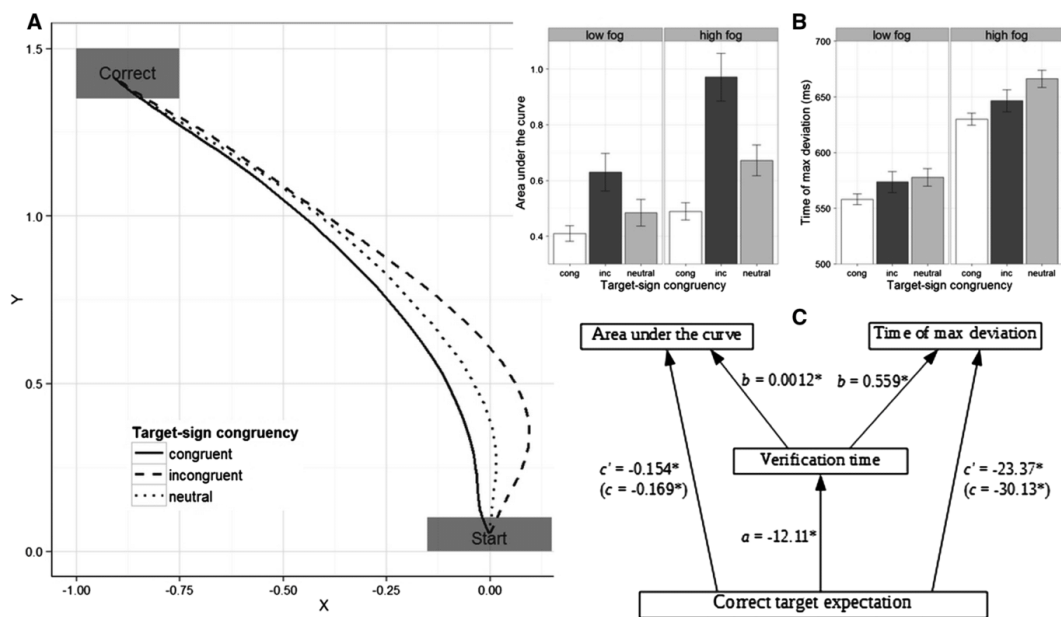 A
1.5
1.0
0.5
0.0
Y
Correct
Start
Target-sign congruency
congruent
incongruent
neutral
-1.00
-0.75
-0.50
-0.25
0.00
X
low fog
high fog
1.0
0.8
0.6
0.4
Area under the curve
cong
inc
neutral
cong
inc
neutral
Target-sign congruency
B
low fog
high fog
700
650
600
550
500
Time of max deviation (ms)
cong
inc
neutral
cong
inc
neutral
Target-sign congruency
C
Area under the curve
Time of max deviation
b = 0.0012*
b = 0.559*
Verification time
c' = -0.154*
(c = -0.169*)
c' = -23.37*
(c = -30.13*)
a = -12.11*
Correct target expectation